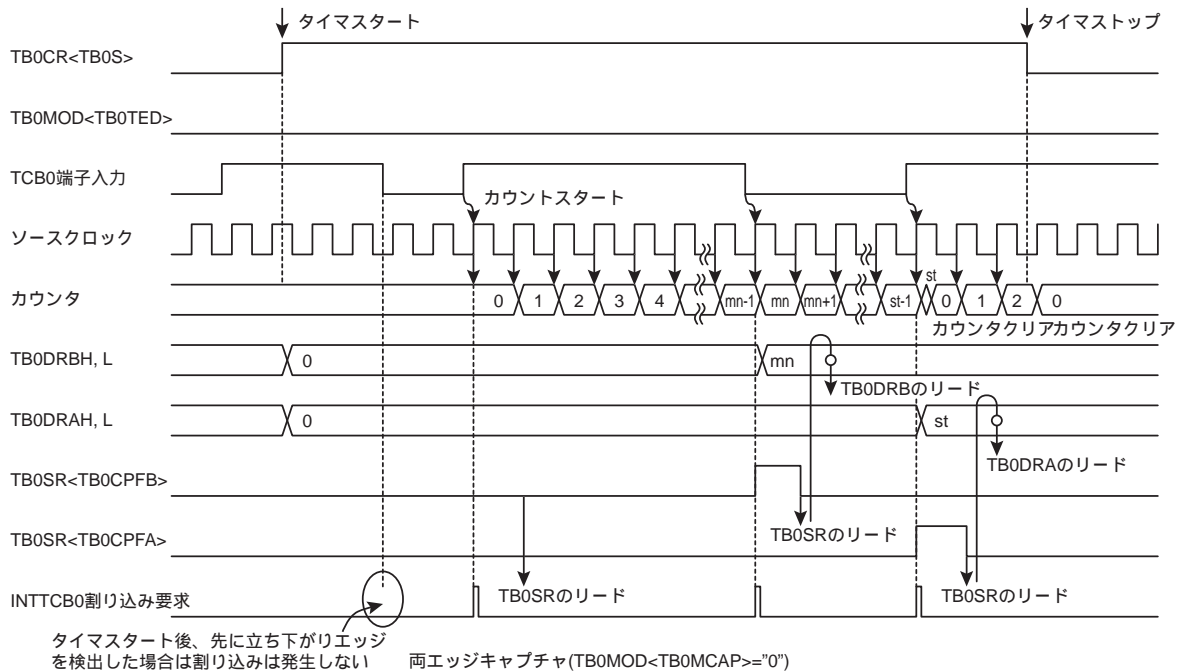 タイマスタート
タイマストップ
TB0CR<TB0S>
TB0MOD<TB0TED>
TCB0端子入力
カウントスタート
ソースクロック
カウンタ
0 1 2 3 4 mn-1 mn mn+1 st-1 st 0 1 2 0
カウンタクリア カウンタクリア
TB0DRBH, L
0 mn
TB0DRBのリード
TB0DRAH, L
0 st
TB0DRAのリード
TB0SR<TB0CPFB>
TB0SRのリード
TB0SR<TB0CPFA>
TB0SRのリード
TB0SRのリード
INTTCB0割り込み要求
タイマスタート後、先に立ち下がりエッジ
を検出した場合は割り込みは発生しない
両エッジキャプチャ(TB0MOD<TB0MCAP>="0")